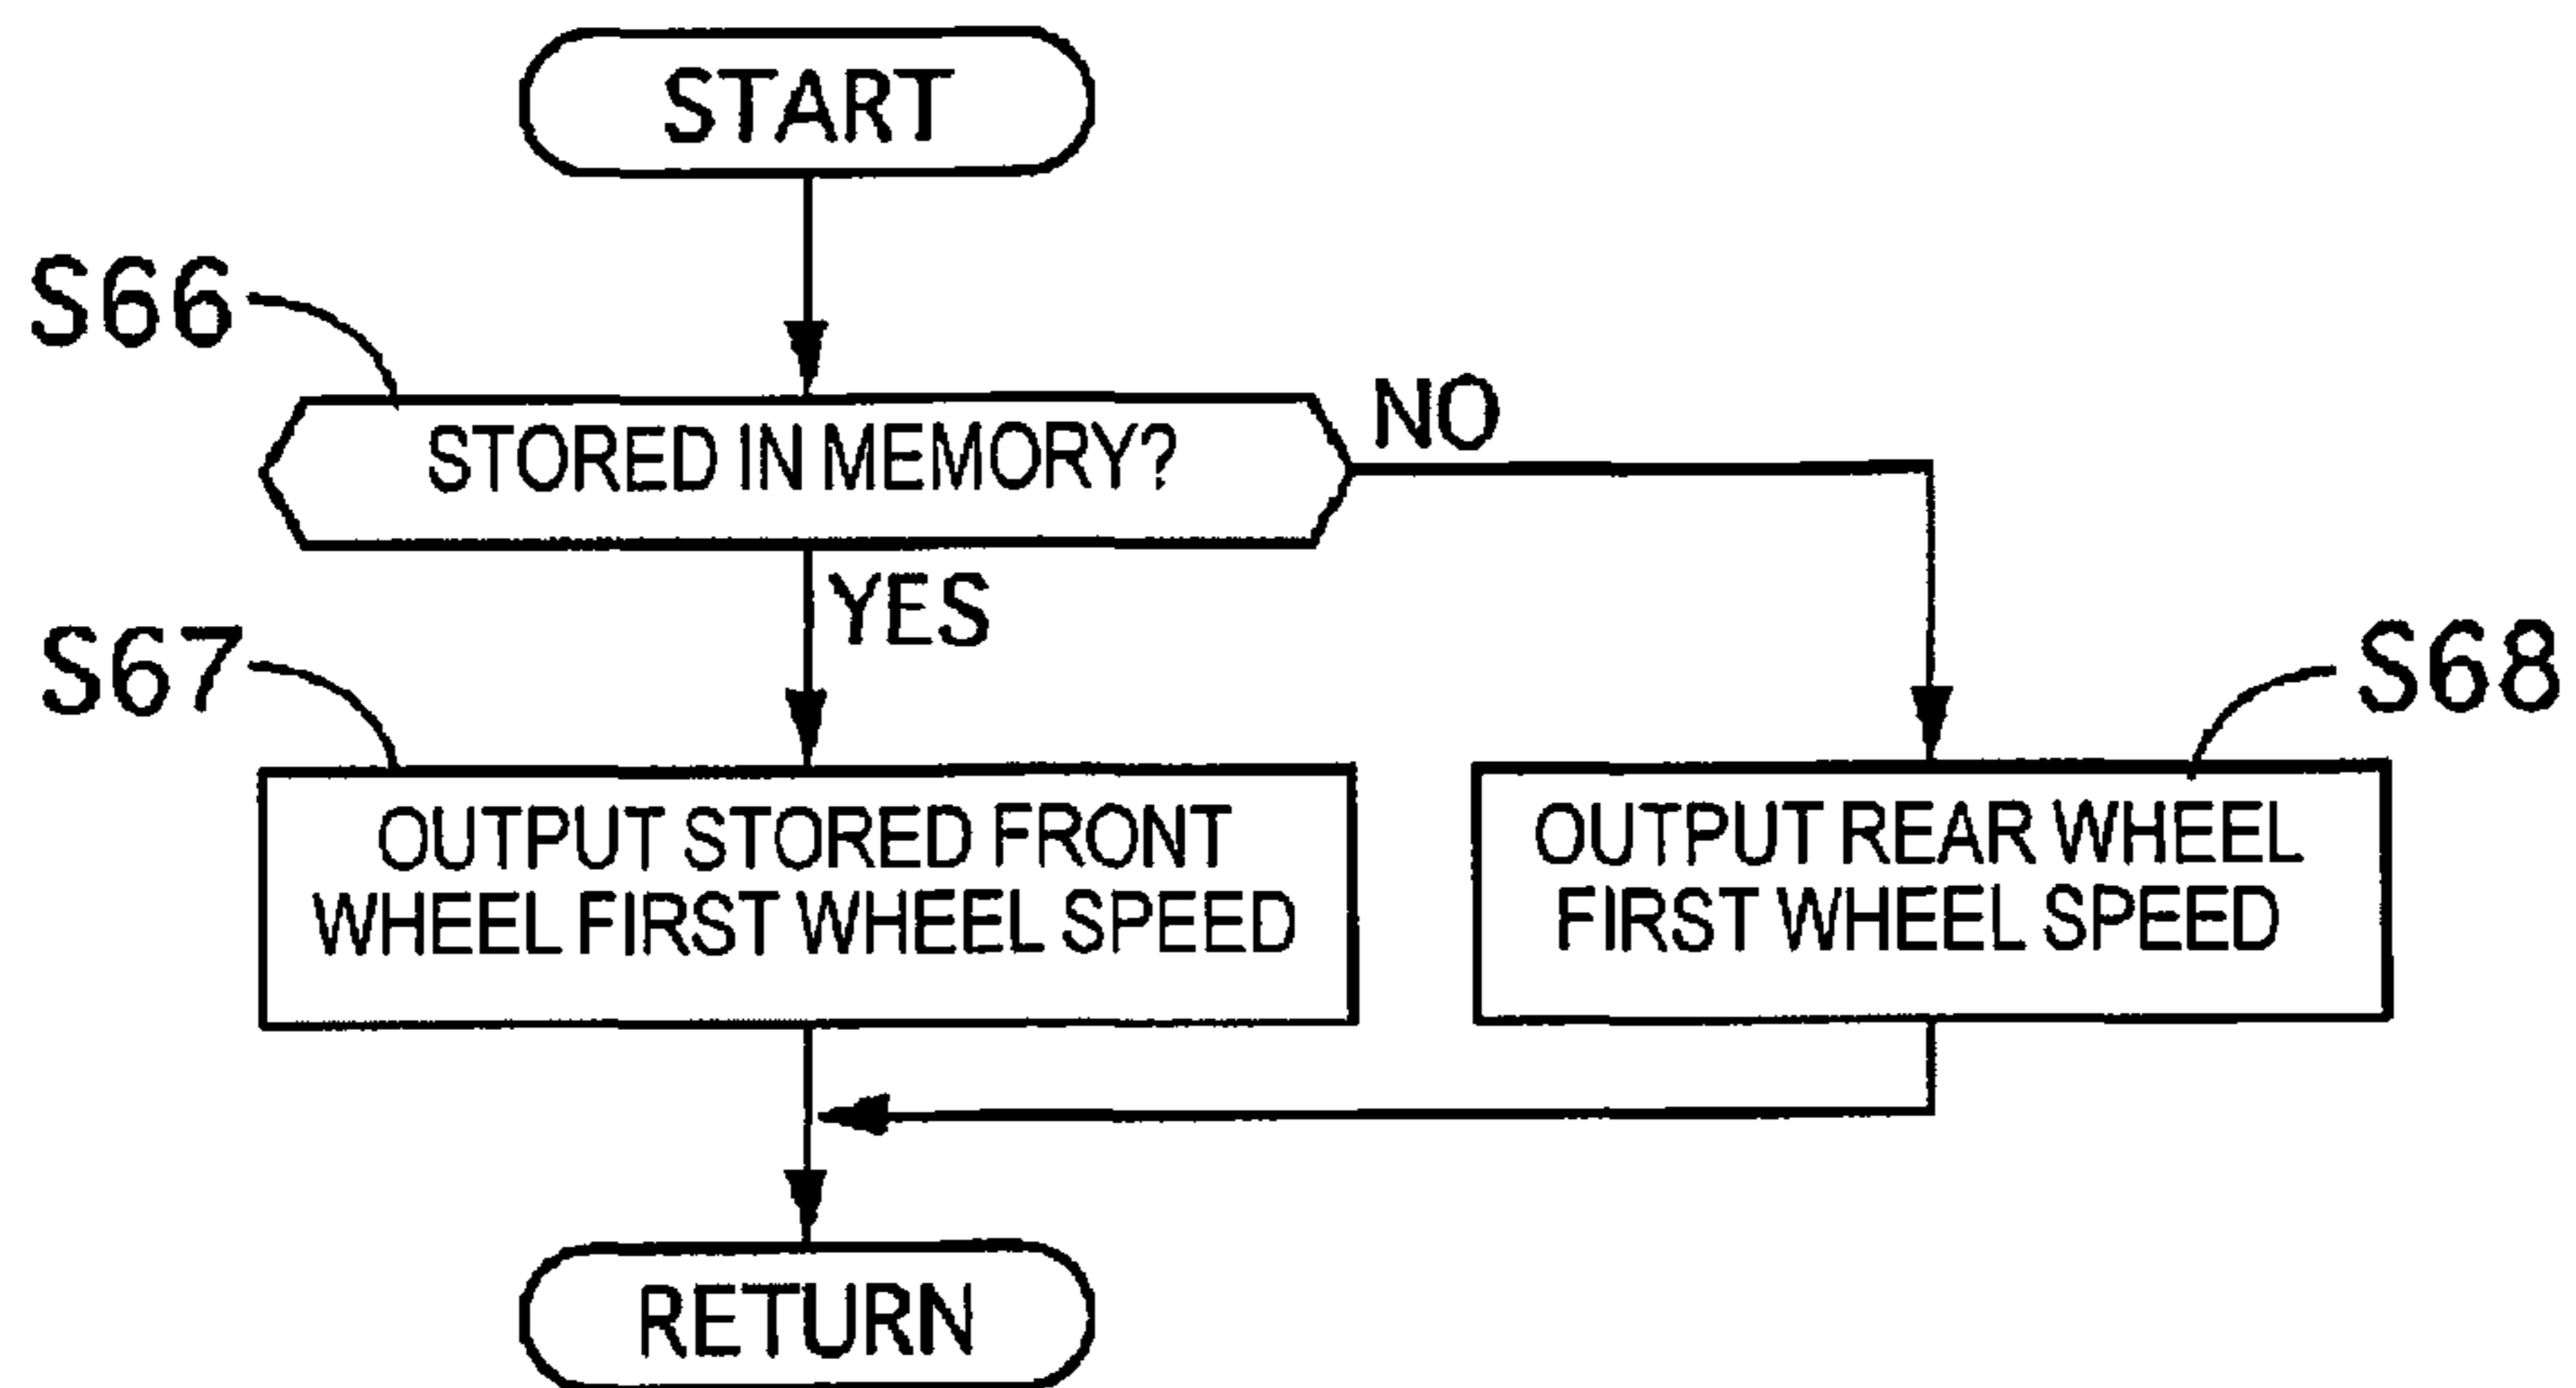 START
S66
STORED IN MEMORY?
NO
YES
S67
OUTPUT STORED FRONT
WHEEL FIRST WHEEL SPEED
S68
OUTPUT REAR WHEEL
FIRST WHEEL SPEED
RETURN